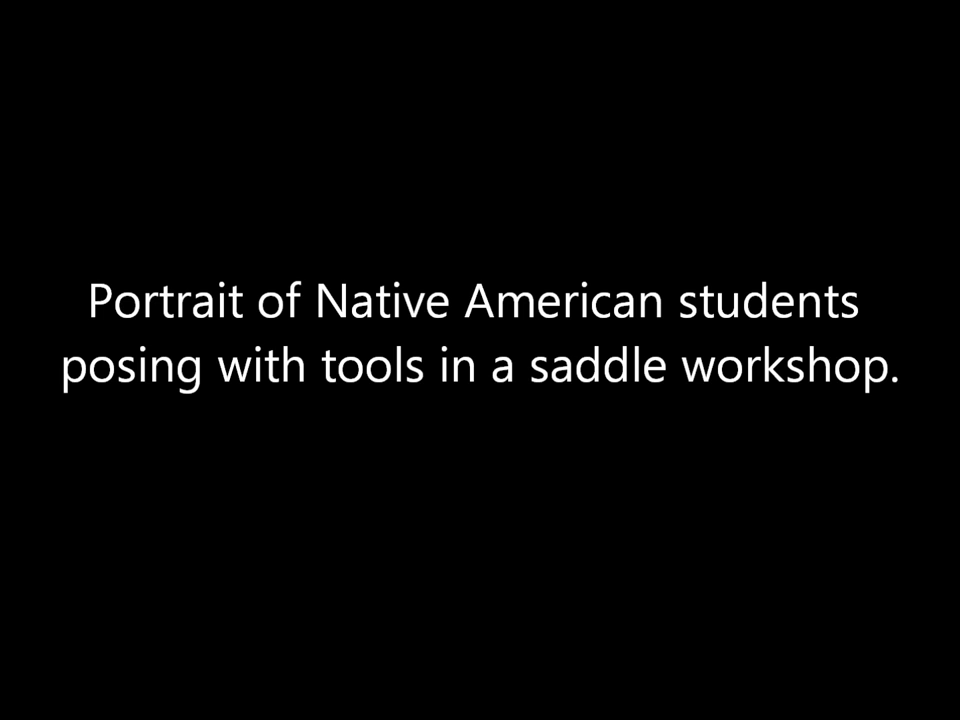 Portrait of Native American students
posing with tools in a saddle workshop.